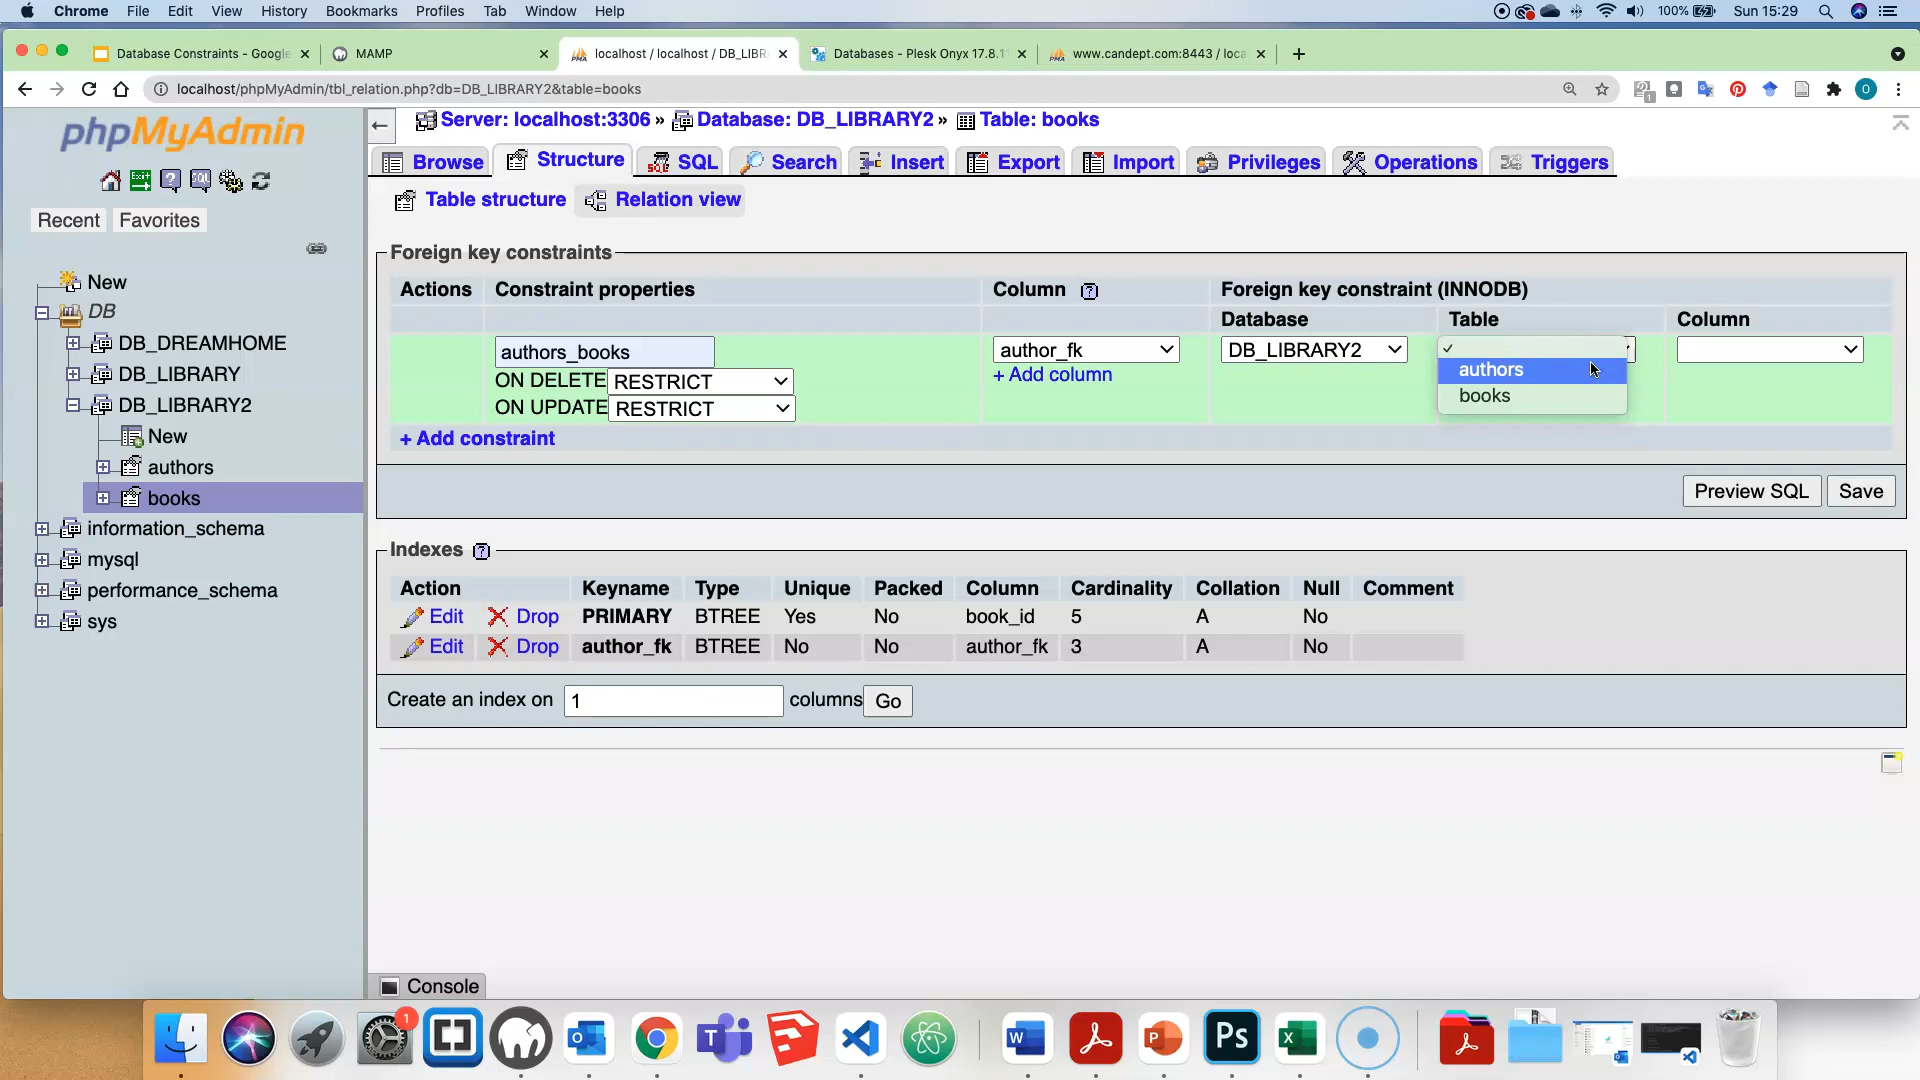 Chrome File Edit View History Bookmarks Profiles Tab Window Help 100% Sun 15:29
Database Constraints - Google MAMP localhost / localhost / DB_LIBR Databases - Plesk Onyx 17.8.1 www.candept.com:8443 / loca
localhost/phpMyAdmin/tbl_relation.php?db=DB_LIBRARY2&table=books
phpMyAdmin
Recent Favorites
New
DB
DB_DREAMHOME
DB_LIBRARY
DB_LIBRARY2
New
authors
books
information_schema
mysql
performance_schema
sys
Server: localhost:3306 » Database: DB_LIBRARY2 » Table: books
Browse Structure SQL Search Insert Export Import Privileges Operations Triggers
Table structure Relation view
Foreign key constraints
Actions Constraint properties Column Foreign key constraint (INNODB)
Database Table Column
authors_books author_fk DB_LIBRARY2
ON DELETE RESTRICT + Add column authors
ON UPDATE RESTRICT books
+ Add constraint
Preview SQL Save
Indexes
Action Keyname Type Unique Packed Column Cardinality Collation Null Comment
Edit Drop PRIMARY BTREE Yes No book_id 5 A No
Edit Drop author_fk BTREE No No author_fk 3 A No
Create an index on 1 columns Go
Console
1
Ps